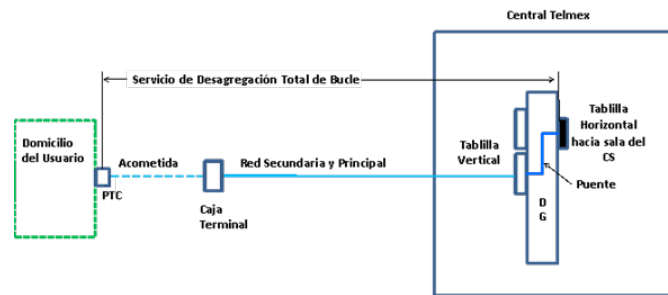 Central Telmex
Servicio de Desagregación Total de Bucle
Domicilio
del Usuario
Acometida
PTC
Caja
Terminal
Red Secundaria y Principal
Tablilla
Vertical
Tablilla
Horizontal
hacia sala del
CS
Puente
D
G